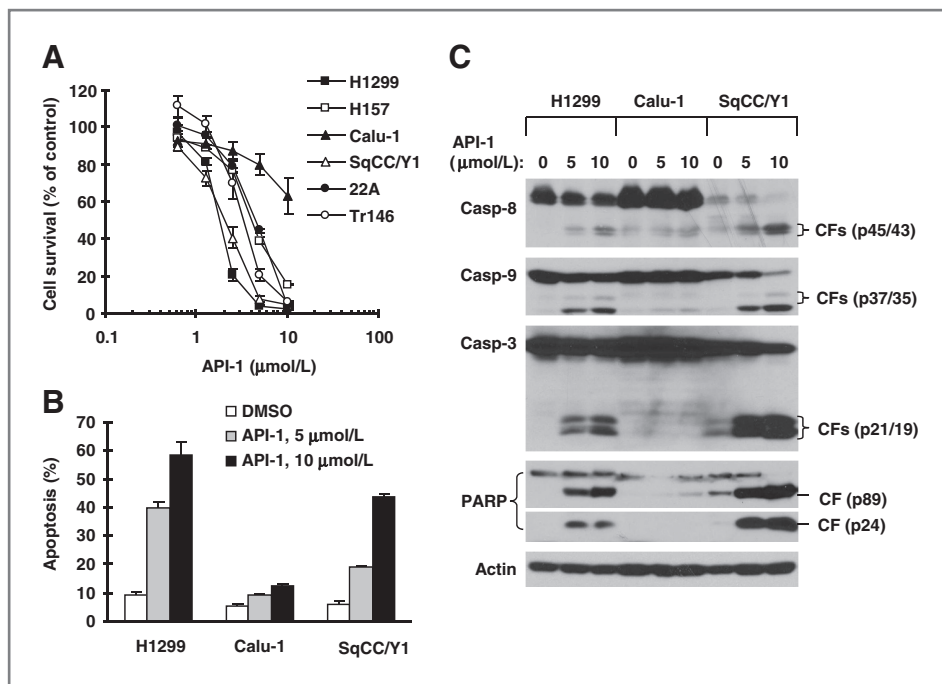 A
Cell survival (% of control)
120
100
80
60
40
20
0
0.1
1
10
100
API-1 (μmol/L)
H1299
H157
Calu-1
SqCC/Y1
22A
Tr146
B
Apoptosis (%)
70
60
50
40
30
20
10
0
DMSO
API-1, 5 μmol/L
API-1, 10 μmol/L
H1299
Calu-1
SqCC/Y1
C
H1299 Calu-1 SqCC/Y1
API-1
(μmol/L): 0 5 10 0 5 10 0 5 10
Casp-8
CFs (p45/43)
Casp-9
CFs (p37/35)
Casp-3
CFs (p21/19)
PARP
CF (p89)
CF (p24)
Actin